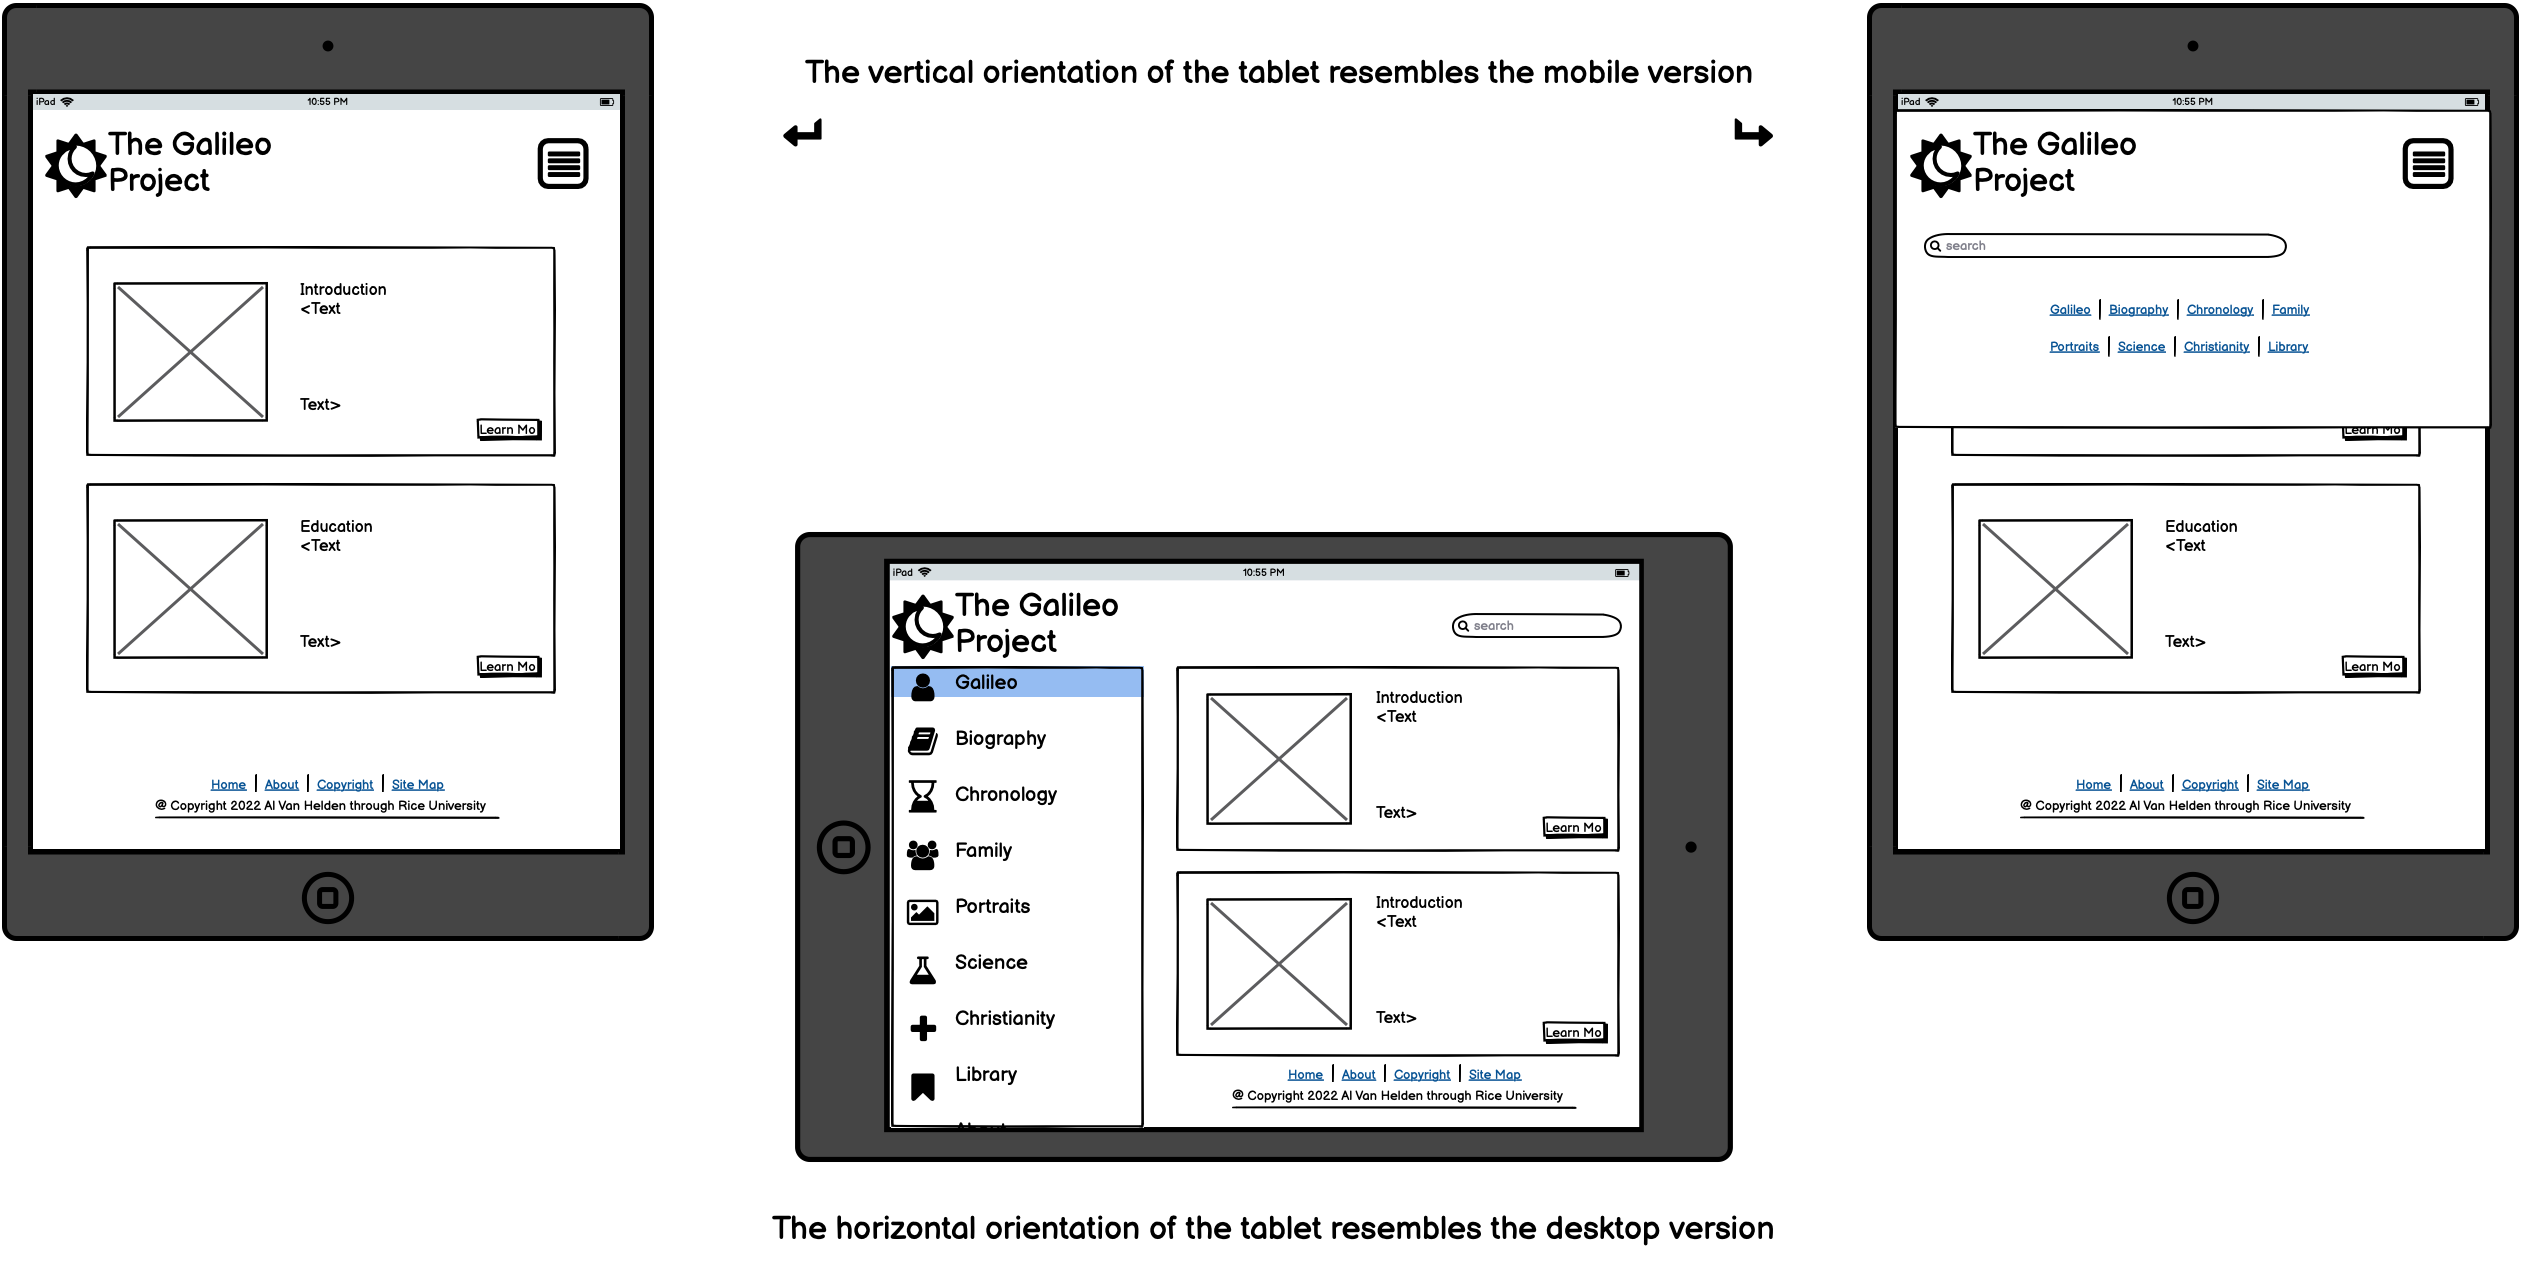 The vertical orientation of the tablet resembles the mobile version
iPad
10:55 PM
The Galileo
Project
Introduction
<Text
Text>
Learn Mo
Education
<Text
Text>
Learn Mo
Home | About | Copyright | Site Map
@ Copyright 2022 Al Van Helden through Rice University
iPad
10:55 PM
The Galileo
Project
search
Galileo | Biography | Chronology | Family
Portraits | Science | Christianity | Library
Learn Mo
Education
<Text
Text>
Learn Mo
Home | About | Copyright | Site Map
@ Copyright 2022 Al Van Helden through Rice University
iPad
10:55 PM
The Galileo
Project
search
Galileo
Biography
Chronology
Family
Portraits
Science
Christianity
Library
About
Introduction
<Text
Text>
Learn Mo
Introduction
<Text
Text>
Learn Mo
Home | About | Copyright | Site Map
@ Copyright 2022 Al Van Helden through Rice University
The horizontal orientation of the tablet resembles the desktop version